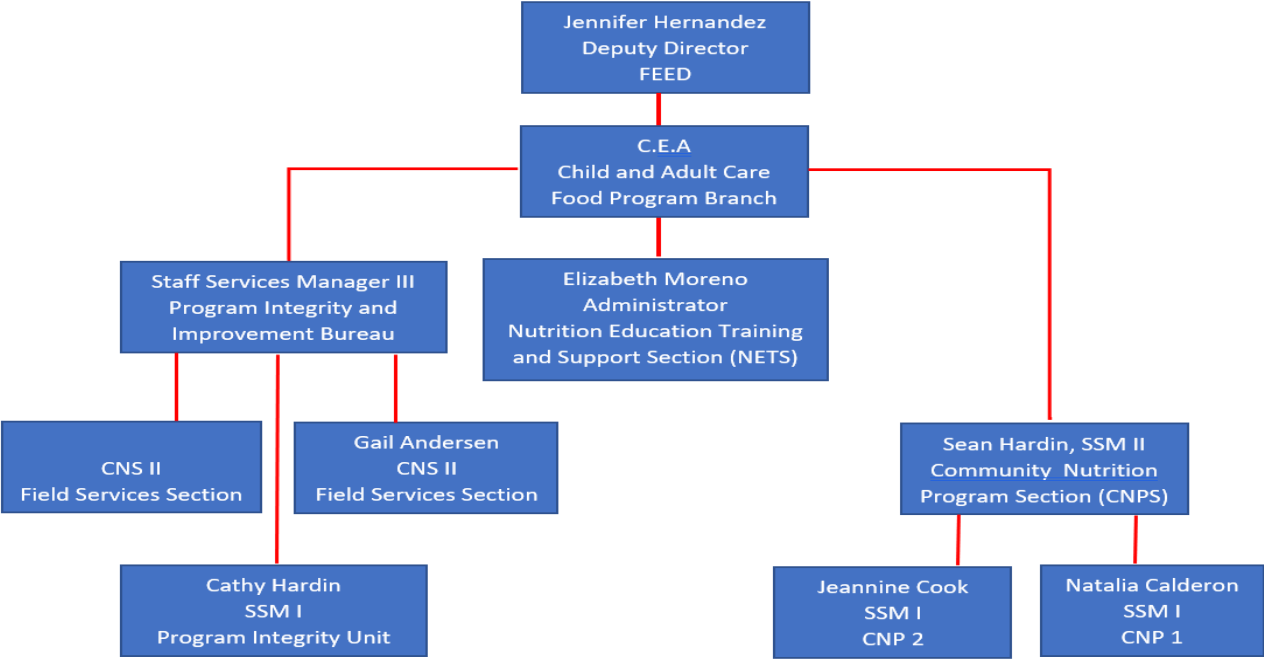 Jennifer Hernandez
Deputy Director
FEED
C.E.A
Child and Adult Care
Food Program Branch
Staff Services Manager III
Program Integrity and
Improvement Bureau
Elizabeth Moreno
Administrator
Nutrition Education Training
and Support Section (NETS)
CNS II
Field Services Section
Gail Andersen
CNS II
Field Services Section
Sean Hardin, SSM II
Community  Nutrition
Program Section (CNPS)
Cathy Hardin
SSM I
Program Integrity Unit
Jeannine Cook
SSM I
CNP 2
Natalia Calderon
SSM I
CNP 1